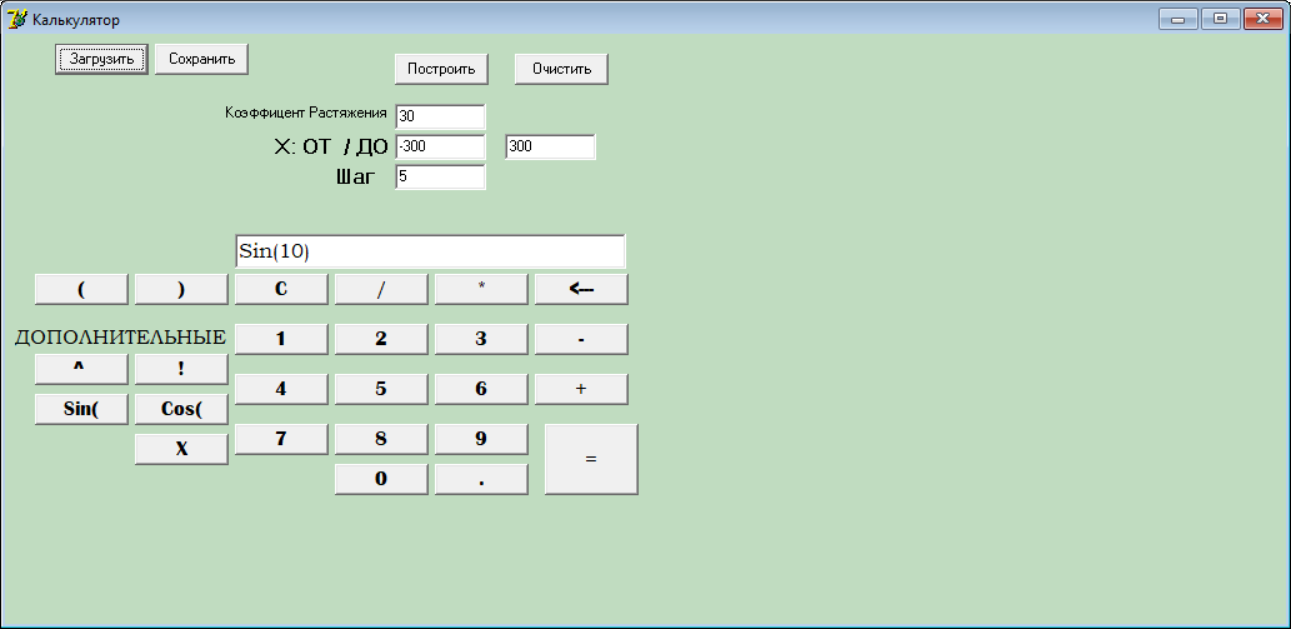 Калькулятор
Загрузить Сохранить
Построить Очистить
Коэффицент Растяжения 30
X: ОТ / ДО -300 300
Шаг 5
Sin(10)
( ) C / * <---
ДОПОЛНИТЕЛЬНЫЕ 1 2 3 -
^ !
4 5 6 +
Sin( Cos(
X 7 8 9 =
0 .